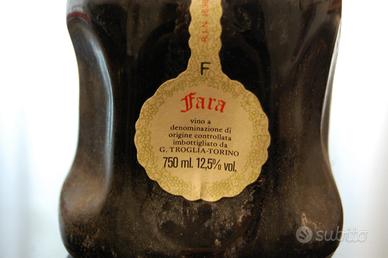 F
Fara
vino a
denominazione di
origine controllata
imbottigliato da
G. TROGLIA-TORINO
750 ml. 12,5% vol.
subito